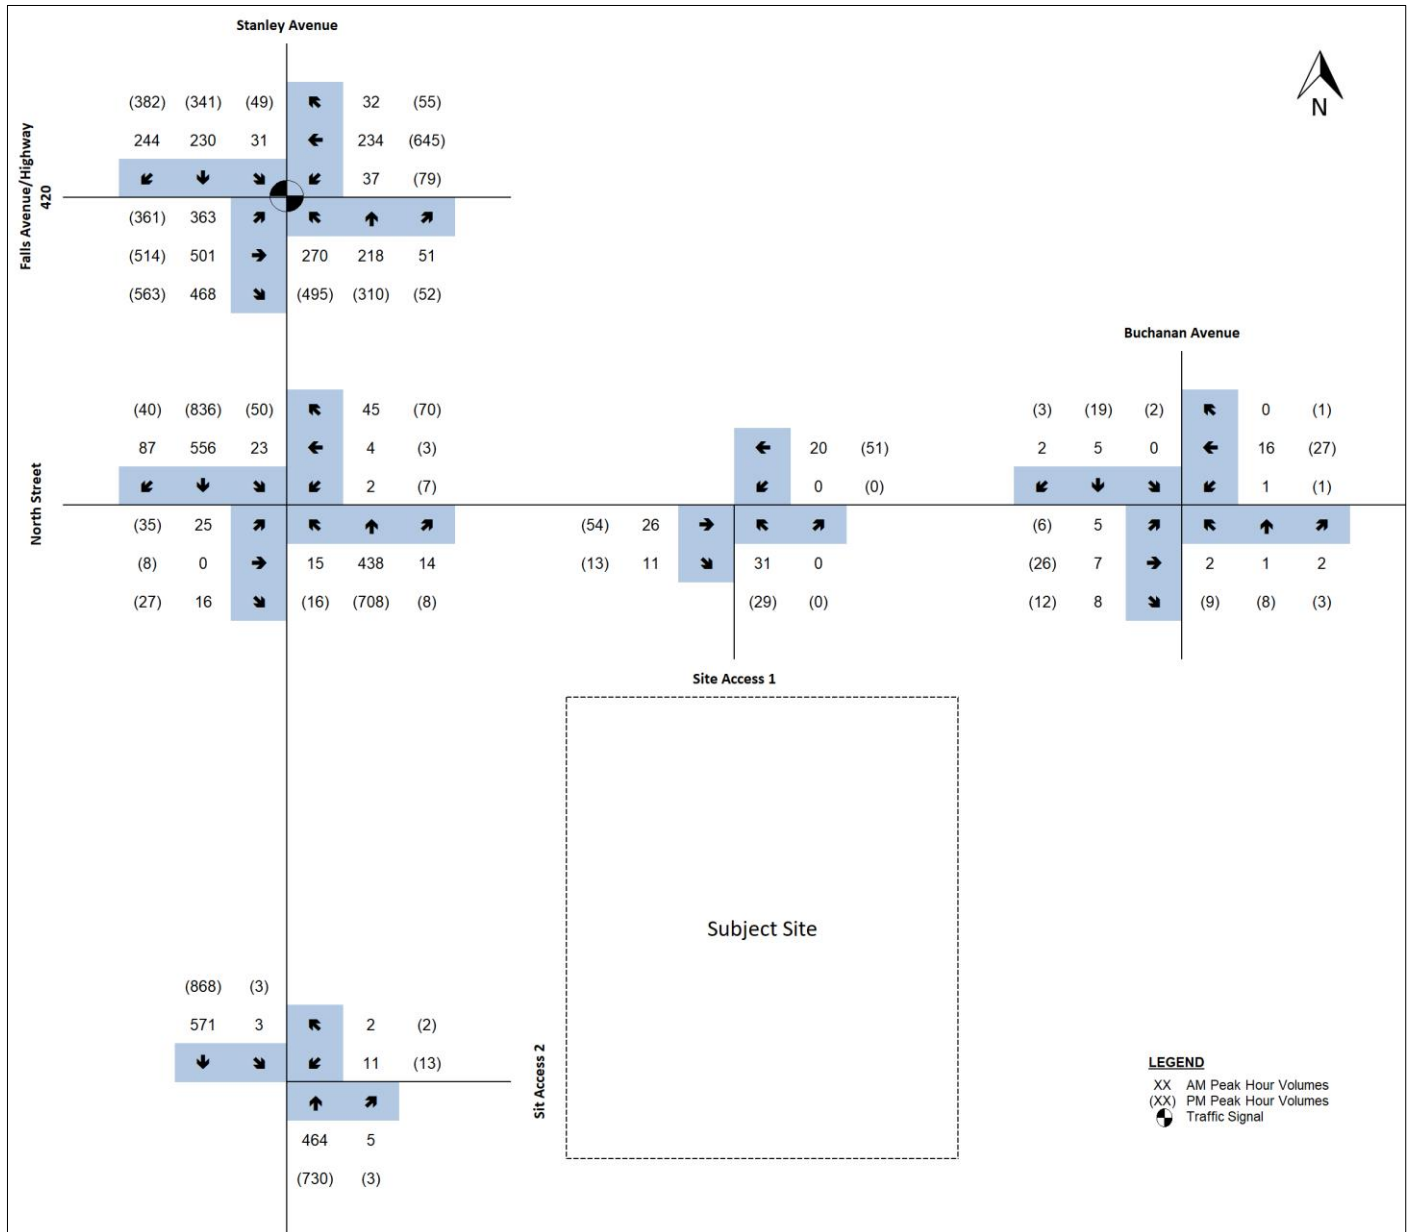 Stanley Avenue
N
Falls Avenue/Highway
420
(382) (341) (49) 32 (55)
244 230 31 234 (645)
37 (79)
(361) 363
(514) 501 270 218 51
(563) 468 (495) (310) (52)
Buchanan Avenue
North Street
(40) (836) (50) 45 (70)
87 556 23 4 (3)
2 (7)
(35) 25
(8) 0 15 438 14
(27) 16 (16) (708) (8)
20 (51)
0 (0)
(54) 26
(13) 11 31 0
(29) (0)
Site Access 1
(3) (19) (2) 0 (1)
2 5 0 16 (27)
1 (1)
(6) 5
(26) 7 2 1 2
(12) 8 (9) (8) (3)
Subject Site
(868) (3)
571 3 2 (2)
11 (13)
464 5
(730) (3)
Sit Access 2
LEGEND
XX AM Peak Hour Volumes
(XX) PM Peak Hour Volumes
Traffic Signal